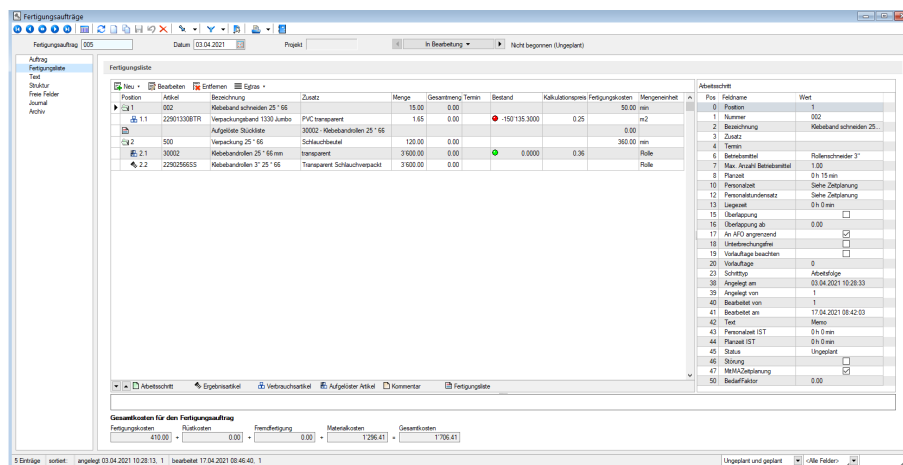 Fertigungsaufträge
Fertigungsauftrag 005 Datum 03.04.2021 Projekt In Bearbeitung Nicht begonnen (Ungeplant)
Auftrag
Fertigungsliste
Text
Struktur
Freie Felder
Journal
Archiv
Fertigungsliste
Neu Bearbeiten Entfernen Extras
Position Artikel Bezeichnung Zusatz Menge Gesamtmeng Termin Bestand Kalkulationspreis Fertigungskosten Mengeneinheit
1 002 Klebeband schneiden 25 * 66 15.00 0.00 50.00 min
1.1 22901330BTR Verpackungsband 1330 Jumbo PVC transparent 1.65 0.00 -150'135.3000 0.25 m2
Aufgelöste Stückliste 30002 - Klebebandrollen 25 * 66 0.00
2 500 Verpackung 25 * 66 Schlauchbeutel 120.00 0.00 360.00 min
2.1 30002 Klebebandrollen 25 * 66 mm transparent 3'600.00 0.00 0.0000 0.36 Rolle
2.2 22902566SS Klebebandrollen 3" 25 * 66 Transparent Schlauchverpackt 3'600.00 0.00 Rolle
Arbeitsschritt
Pos Feldname Wert
0 Position 1
1 Nummer 002
2 Bezeichnung Klebeband schneiden 25...
3 Zusatz
4 Termin
6 Betriebsmittel Rollenschneider 3"
7 Max. Anzahl Betriebsmittel 1.00
8 Planzeit 0 h 15 min
10 Personalzeit Siehe Zeitplanung
12 Personalstundensatz Siehe Zeitplanung
13 Liegezeit 0 h 0 min
15 Überlappung
16 Überlappung ab 0.00
17 An AFO angrenzend
18 Unterbrechungsfrei
19 Vorlauftage beachten
20 Vorlauftage 0
23 Schritttyp Arbeitsfolge
38 Angelegt am 03.04.2021 10:28:33
39 Angelegt von 1
40 Bearbeitet von 1
41 Bearbeitet am 17.04.2021 08:42:03
42 Text Memo
43 Personalzeit IST 0 h 0 min
44 Planzeit IST 0 h 0 min
45 Status Ungeplant
46 Störung
47 MitMAZeitplanung
50 BedarfFaktor 0.00
Arbeitsschritt Ergebnisartikel Verbrauchsartikel Aufgelöster Artikel Kommentar Fertigungsliste
Gesamtkosten für den Fertigungsauftrag
Fertigungskosten Rüstkosten Fremdfertigung Materialkosten Gesamtkosten
410.00 + 0.00 + 0.00 + 1'296.41 = 1'706.41
5 Einträge sortiert: angelegt 03.04.2021 10:28:13, 1 bearbeitet 17.04.2021 08:46:40, 1 Ungeplant und geplant <Alle Felder>